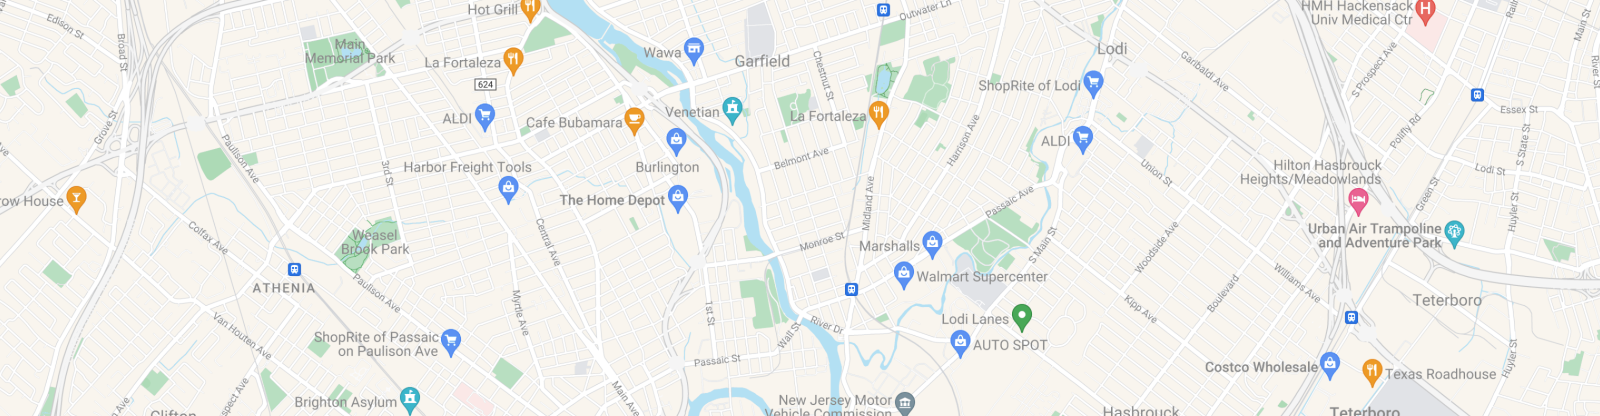 Hot Grill
Outwater Ln
HMH Hackensack
Univ Medical Ctr
Main St
Edison St
Broad St
Main
Memorial Park
La Fortaleza
624
Wawa
Garfield
Lodi
Garibaldi Ave
S Prospect Ave
River St
Chestnut St
ShopRite of Lodi
ALDI
Cafe Bubamara
Venetian
La Fortaleza
Essex St
Grove St
Paulison Ave
3rd St
Harbor Freight Tools
Burlington
Belmont Ave
Harrison Ave
ALDI
Polifly Rd
S State St
Union St
Lodi St
Hilton Hasbrouck
Heights/Meadowlands
row House
The Home Depot
Midland Ave
Passaic Ave
Green St
Huyler St
Colfax Ave
Weasel
Brook Park
Central Ave
Monroe St
Marshalls
S Main St
Woodside Ave
Urban Air Trampoline
and Adventure Park
ATHENIA
Paulison Ave
Myrtle Ave
1st St
Walmart Supercenter
Kipp Ave
Boulevard
Williams Ave
Teterboro
Van Houten Ave
ShopRite of Passaic
on Paulison Ave
Wall St
River Dr
Lodi Lanes
AUTO SPOT
Huyler St
Passaic St
Main Ave
Costco Wholesale
Texas Roadhouse
Brighton Asylum
New Jersey Motor
Vehicle Commission
Clifton
Hasbrouck
Teterboro